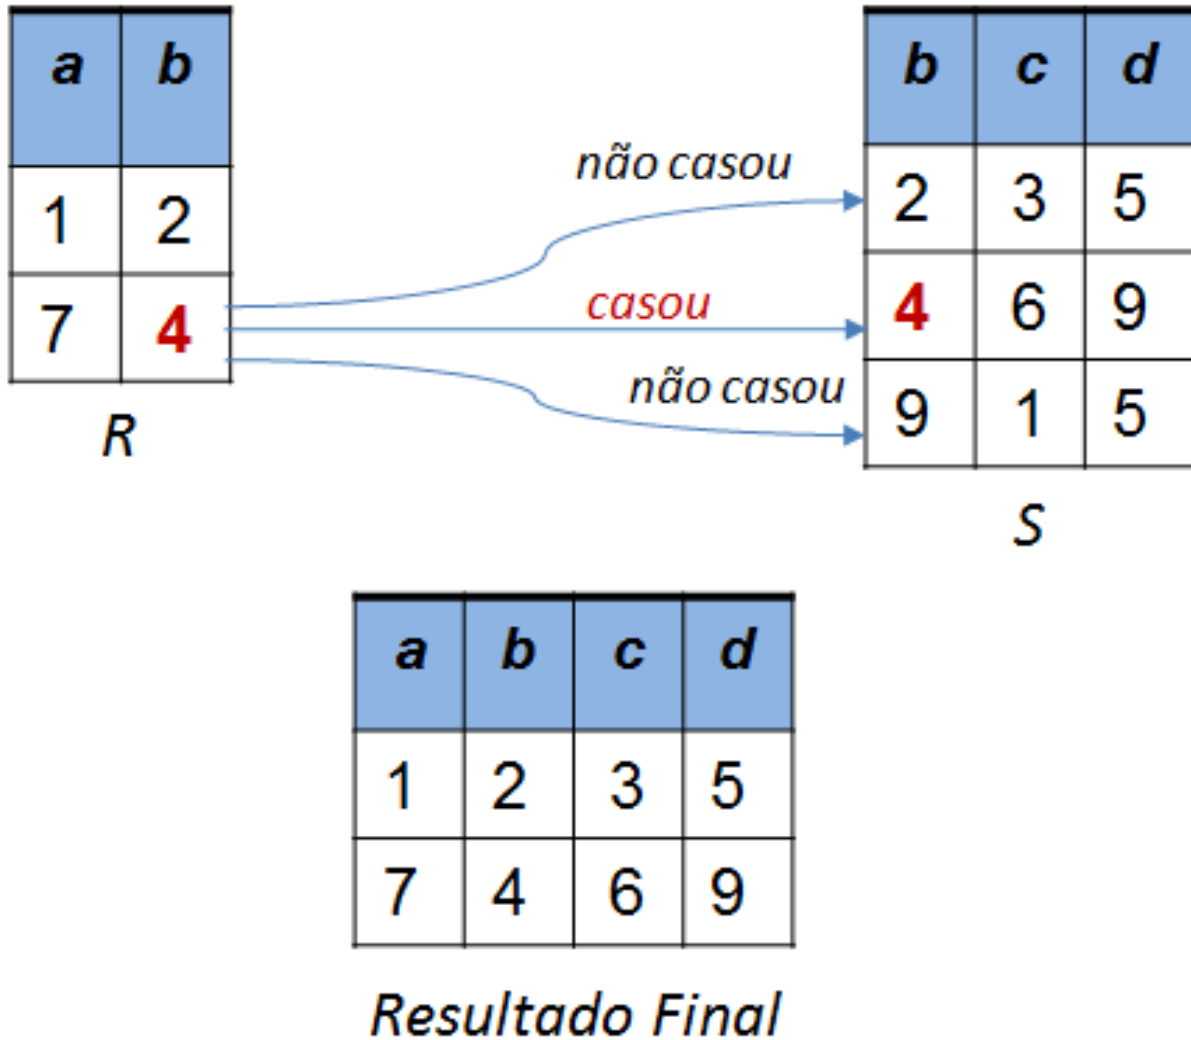 a b
1 2
7 4
R
não casou
casou
não casou
b c d
2 3 5
4 6 9
9 1 5
S
a b c d
1 2 3 5
7 4 6 9
Resultado Final